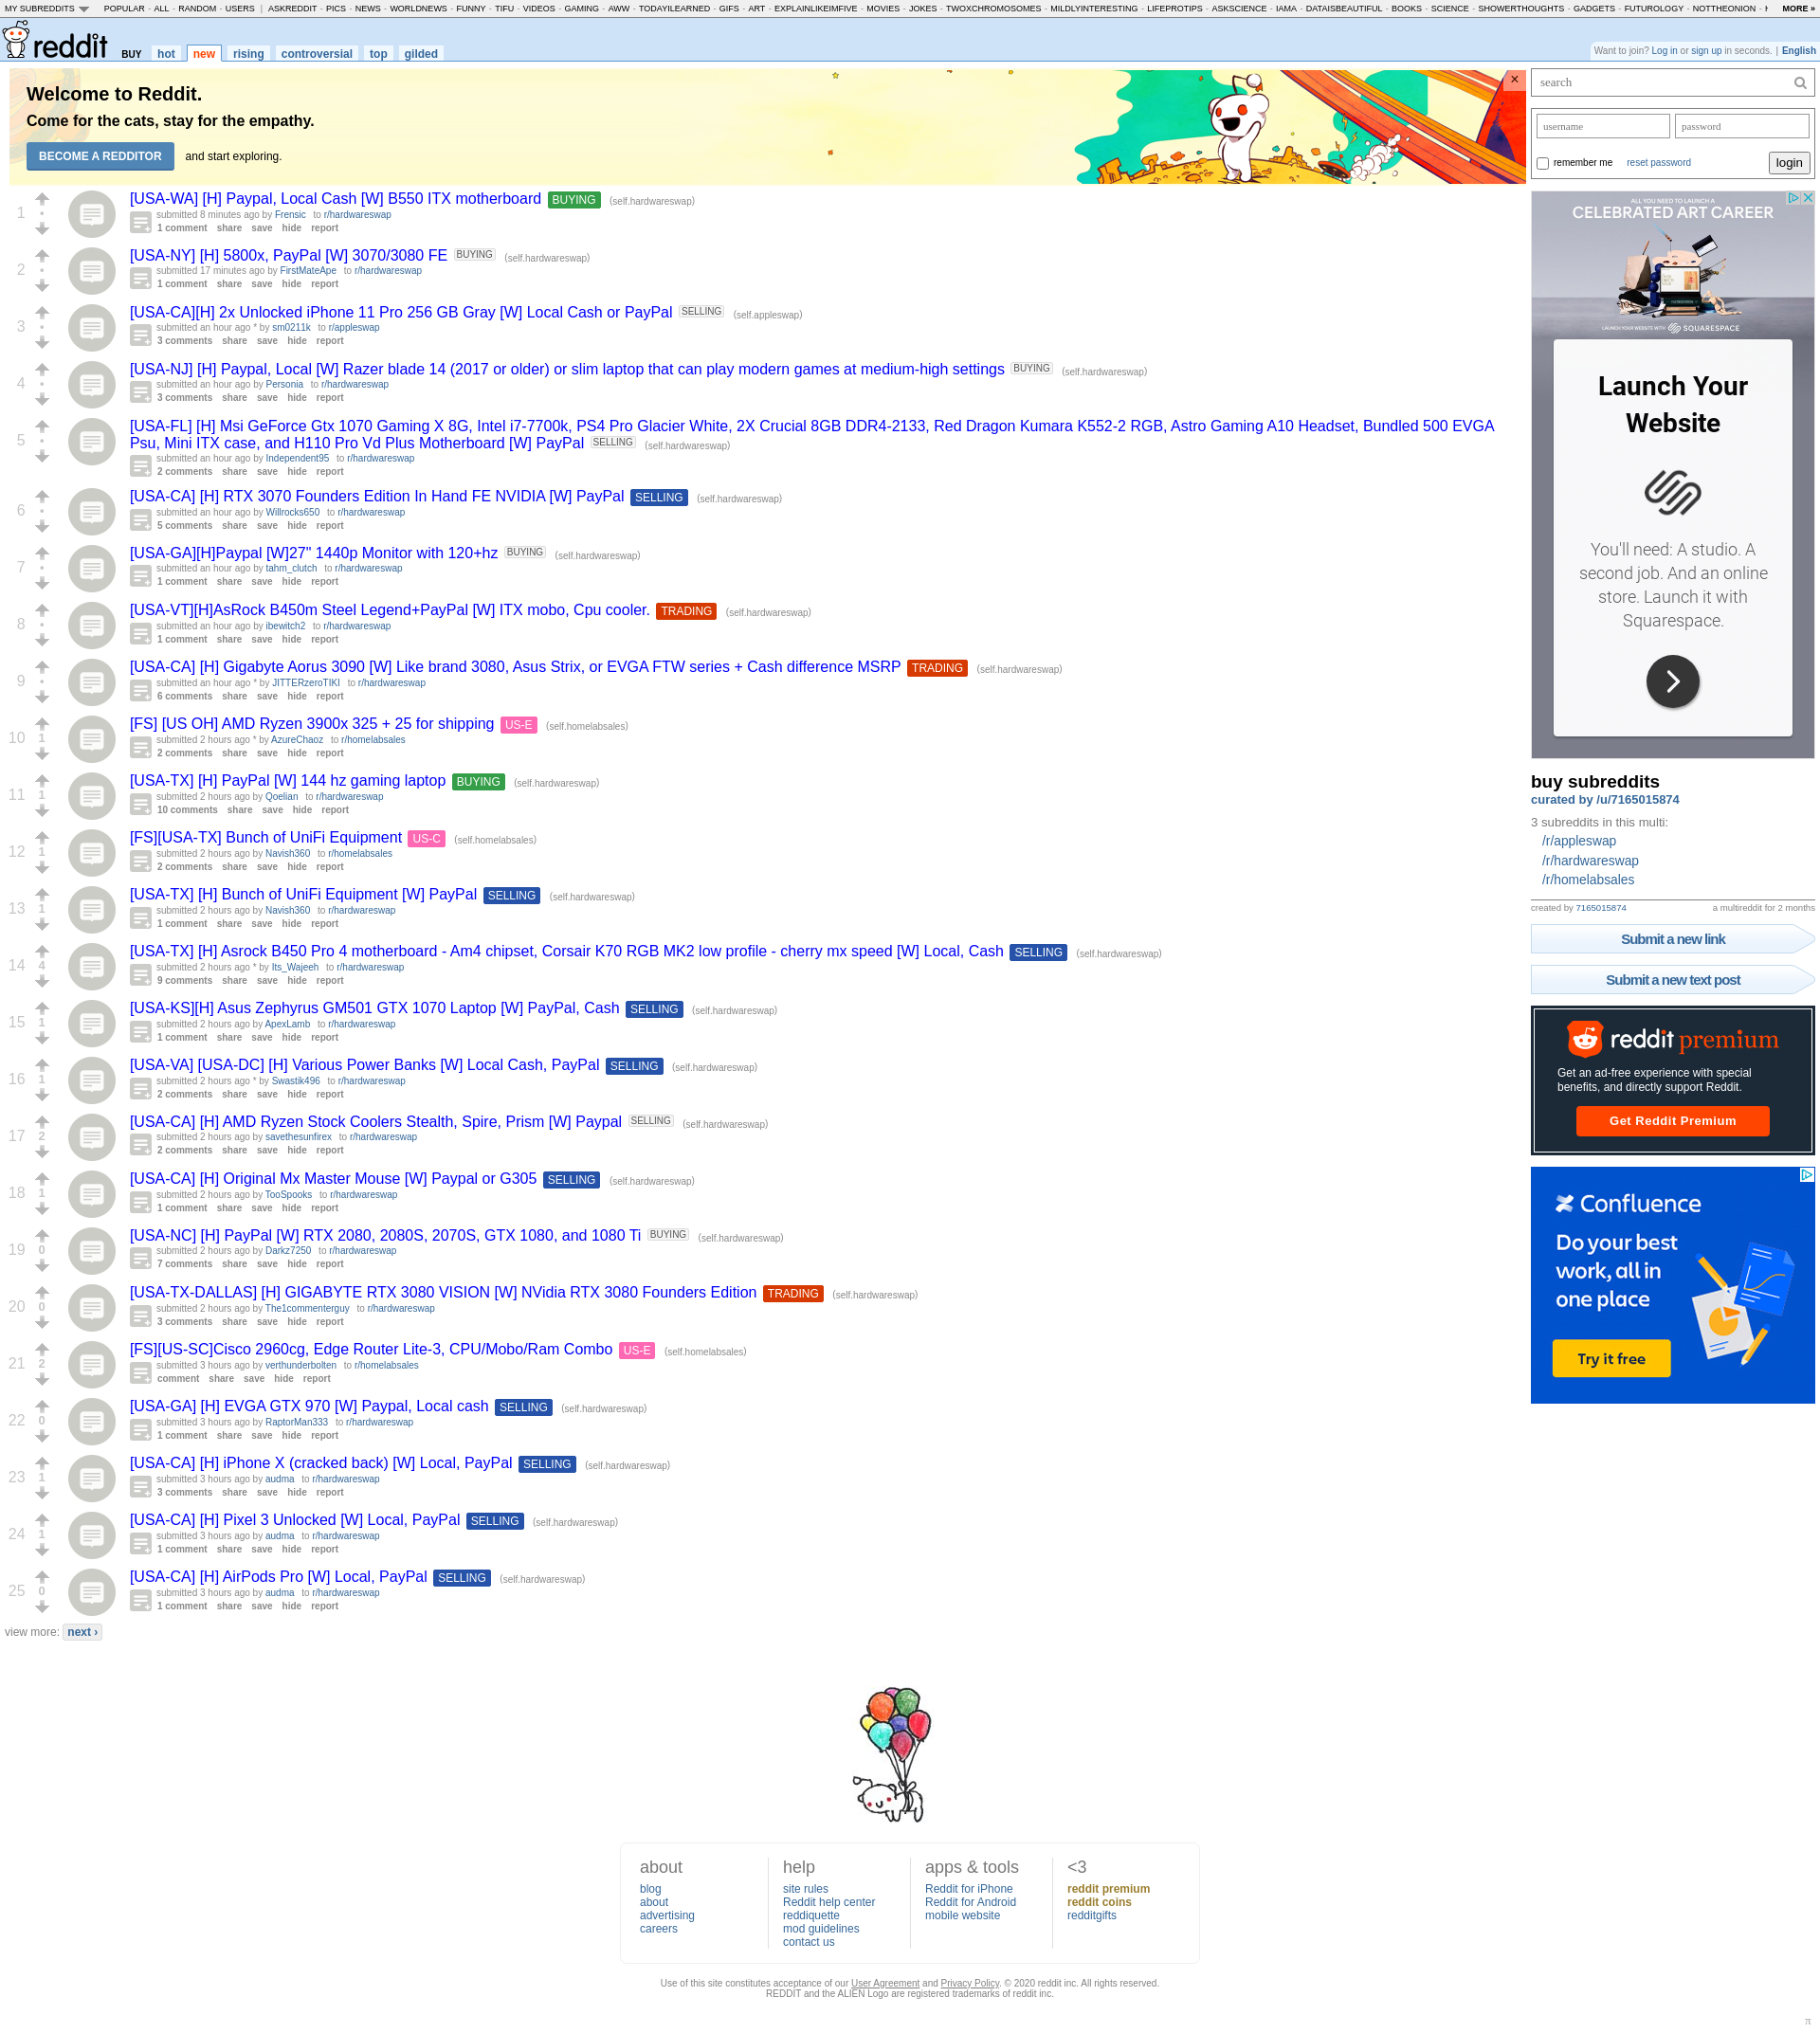 MY SUBREDDITS POPULAR - ALL - RANDOM - USERS | ASKREDDIT - PICS - NEWS - WORLDNEWS - FUNNY - TIFU - VIDEOS - GAMING - AWW - TODAYILEARNED - GIFS - ART - EXPLAINLIKEIMFIVE - MOVIES - JOKES - TWOXCHROMOSOMES - MILDLYINTERESTING - LIFEPROTIPS - ASKSCIENCE - IAMA - DATAISBEAUTIFUL - BOOKS - SCIENCE - SHOWERTHOUGHTS - GADGETS - FUTUROLOGY - NOTTHEONION - MORE »
reddit BUY hot new rising controversial top gilded
Want to join? Log in or sign up in seconds. | English
Welcome to Reddit.
Come for the cats, stay for the empathy.
BECOME A REDDITOR and start exploring.
1
[USA-WA] [H] Paypal, Local Cash [W] B550 ITX motherboard BUYING (self.hardwareswap)
submitted 8 minutes ago by Frensic to r/hardwareswap
1 comment share save hide report
2
[USA-NY] [H] 5800x, PayPal [W] 3070/3080 FE BUYING (self.hardwareswap)
submitted 17 minutes ago by FirstMateApe to r/hardwareswap
1 comment share save hide report
3
[USA-CA][H] 2x Unlocked iPhone 11 Pro 256 GB Gray [W] Local Cash or PayPal SELLING (self.appleswap)
submitted an hour ago * by sm0211k to r/appleswap
3 comments share save hide report
4
[USA-NJ] [H] Paypal, Local [W] Razer blade 14 (2017 or older) or slim laptop that can play modern games at medium-high settings BUYING (self.hardwareswap)
submitted an hour ago by Personia to r/hardwareswap
3 comments share save hide report
5
[USA-FL] [H] Msi GeForce Gtx 1070 Gaming X 8G, Intel i7-7700k, PS4 Pro Glacier White, 2X Crucial 8GB DDR4-2133, Red Dragon Kumara K552-2 RGB, Astro Gaming A10 Headset, Bundled 500 EVGA
Psu, Mini ITX case, and H110 Pro Vd Plus Motherboard [W] PayPal SELLING (self.hardwareswap)
submitted an hour ago by Independent95 to r/hardwareswap
2 comments share save hide report
6
[USA-CA] [H] RTX 3070 Founders Edition In Hand FE NVIDIA [W] PayPal SELLING (self.hardwareswap)
submitted an hour ago by Willrocks650 to r/hardwareswap
5 comments share save hide report
7
[USA-GA][H]Paypal [W]27" 1440p Monitor with 120+hz BUYING (self.hardwareswap)
submitted an hour ago by tahm_clutch to r/hardwareswap
1 comment share save hide report
8
[USA-VT][H]AsRock B450m Steel Legend+PayPal [W] ITX mobo, Cpu cooler. TRADING (self.hardwareswap)
submitted an hour ago by ibewitch2 to r/hardwareswap
1 comment share save hide report
9
[USA-CA] [H] Gigabyte Aorus 3090 [W] Like brand 3080, Asus Strix, or EVGA FTW series + Cash difference MSRP TRADING (self.hardwareswap)
submitted an hour ago * by JITTERzeroTIKI to r/hardwareswap
6 comments share save hide report
10 1
[FS] [US OH] AMD Ryzen 3900x 325 + 25 for shipping US-E (self.homelabsales)
submitted 2 hours ago * by AzureChaoz to r/homelabsales
2 comments share save hide report
11 1
[USA-TX] [H] PayPal [W] 144 hz gaming laptop BUYING (self.hardwareswap)
submitted 2 hours ago by Qoelian to r/hardwareswap
10 comments share save hide report
12 1
[FS][USA-TX] Bunch of UniFi Equipment US-C (self.homelabsales)
submitted 2 hours ago by Navish360 to r/homelabsales
2 comments share save hide report
13 1
[USA-TX] [H] Bunch of UniFi Equipment [W] PayPal SELLING (self.hardwareswap)
submitted 2 hours ago by Navish360 to r/hardwareswap
1 comment share save hide report
14 4
[USA-TX] [H] Asrock B450 Pro 4 motherboard - Am4 chipset, Corsair K70 RGB MK2 low profile - cherry mx speed [W] Local, Cash SELLING (self.hardwareswap)
submitted 2 hours ago * by Its_Wajeeh to r/hardwareswap
9 comments share save hide report
15 1
[USA-KS][H] Asus Zephyrus GM501 GTX 1070 Laptop [W] PayPal, Cash SELLING (self.hardwareswap)
submitted 2 hours ago by ApexLamb to r/hardwareswap
1 comment share save hide report
16 1
[USA-VA] [USA-DC] [H] Various Power Banks [W] Local Cash, PayPal SELLING (self.hardwareswap)
submitted 2 hours ago * by Swastik496 to r/hardwareswap
2 comments share save hide report
17 2
[USA-CA] [H] AMD Ryzen Stock Coolers Stealth, Spire, Prism [W] Paypal SELLING (self.hardwareswap)
submitted 2 hours ago by savethesunfirex to r/hardwareswap
2 comments share save hide report
18 1
[USA-CA] [H] Original Mx Master Mouse [W] Paypal or G305 SELLING (self.hardwareswap)
submitted 2 hours ago by TooSpooks to r/hardwareswap
1 comment share save hide report
19 0
[USA-NC] [H] PayPal [W] RTX 2080, 2080S, 2070S, GTX 1080, and 1080 Ti BUYING (self.hardwareswap)
submitted 2 hours ago by Darkz7250 to r/hardwareswap
7 comments share save hide report
20 0
[USA-TX-DALLAS] [H] GIGABYTE RTX 3080 VISION [W] NVidia RTX 3080 Founders Edition TRADING (self.hardwareswap)
submitted 2 hours ago by The1commenterguy to r/hardwareswap
3 comments share save hide report
21 2
[FS][US-SC]Cisco 2960cg, Edge Router Lite-3, CPU/Mobo/Ram Combo US-E (self.homelabsales)
submitted 3 hours ago by verthunderbolten to r/homelabsales
comment share save hide report
22 0
[USA-GA] [H] EVGA GTX 970 [W] Paypal, Local cash SELLING (self.hardwareswap)
submitted 3 hours ago by RaptorMan333 to r/hardwareswap
1 comment share save hide report
23 1
[USA-CA] [H] iPhone X (cracked back) [W] Local, PayPal SELLING (self.hardwareswap)
submitted 3 hours ago by audma to r/hardwareswap
3 comments share save hide report
24 1
[USA-CA] [H] Pixel 3 Unlocked [W] Local, PayPal SELLING (self.hardwareswap)
submitted 3 hours ago by audma to r/hardwareswap
1 comment share save hide report
25 0
[USA-CA] [H] AirPods Pro [W] Local, PayPal SELLING (self.hardwareswap)
submitted 3 hours ago by audma to r/hardwareswap
1 comment share save hide report
view more: next ›
search
username password
remember me reset password login
ALL YOU NEED TO LAUNCH A
CELEBRATED ART CAREER
LAUNCH YOUR WEBSITE WITH SQUARESPACE
Launch Your
Website
You'll need: A studio. A
second job. And an online
store. Launch it with
Squarespace.
buy subreddits
curated by /u/7165015874
3 subreddits in this multi:
/r/appleswap
/r/hardwareswap
/r/homelabsales
created by 7165015874 a multireddit for 2 months
Submit a new link
Submit a new text post
reddit premium
Get an ad-free experience with special
benefits, and directly support Reddit.
Get Reddit Premium
Confluence
Do your best
work, all in
one place
Try it free
about
blog
about
advertising
careers
help
site rules
Reddit help center
reddiquette
mod guidelines
contact us
apps & tools
Reddit for iPhone
Reddit for Android
mobile website
<3
reddit premium
reddit coins
redditgifts
Use of this site constitutes acceptance of our User Agreement and Privacy Policy. © 2020 reddit inc. All rights reserved.
REDDIT and the ALIEN Logo are registered trademarks of reddit inc.
π